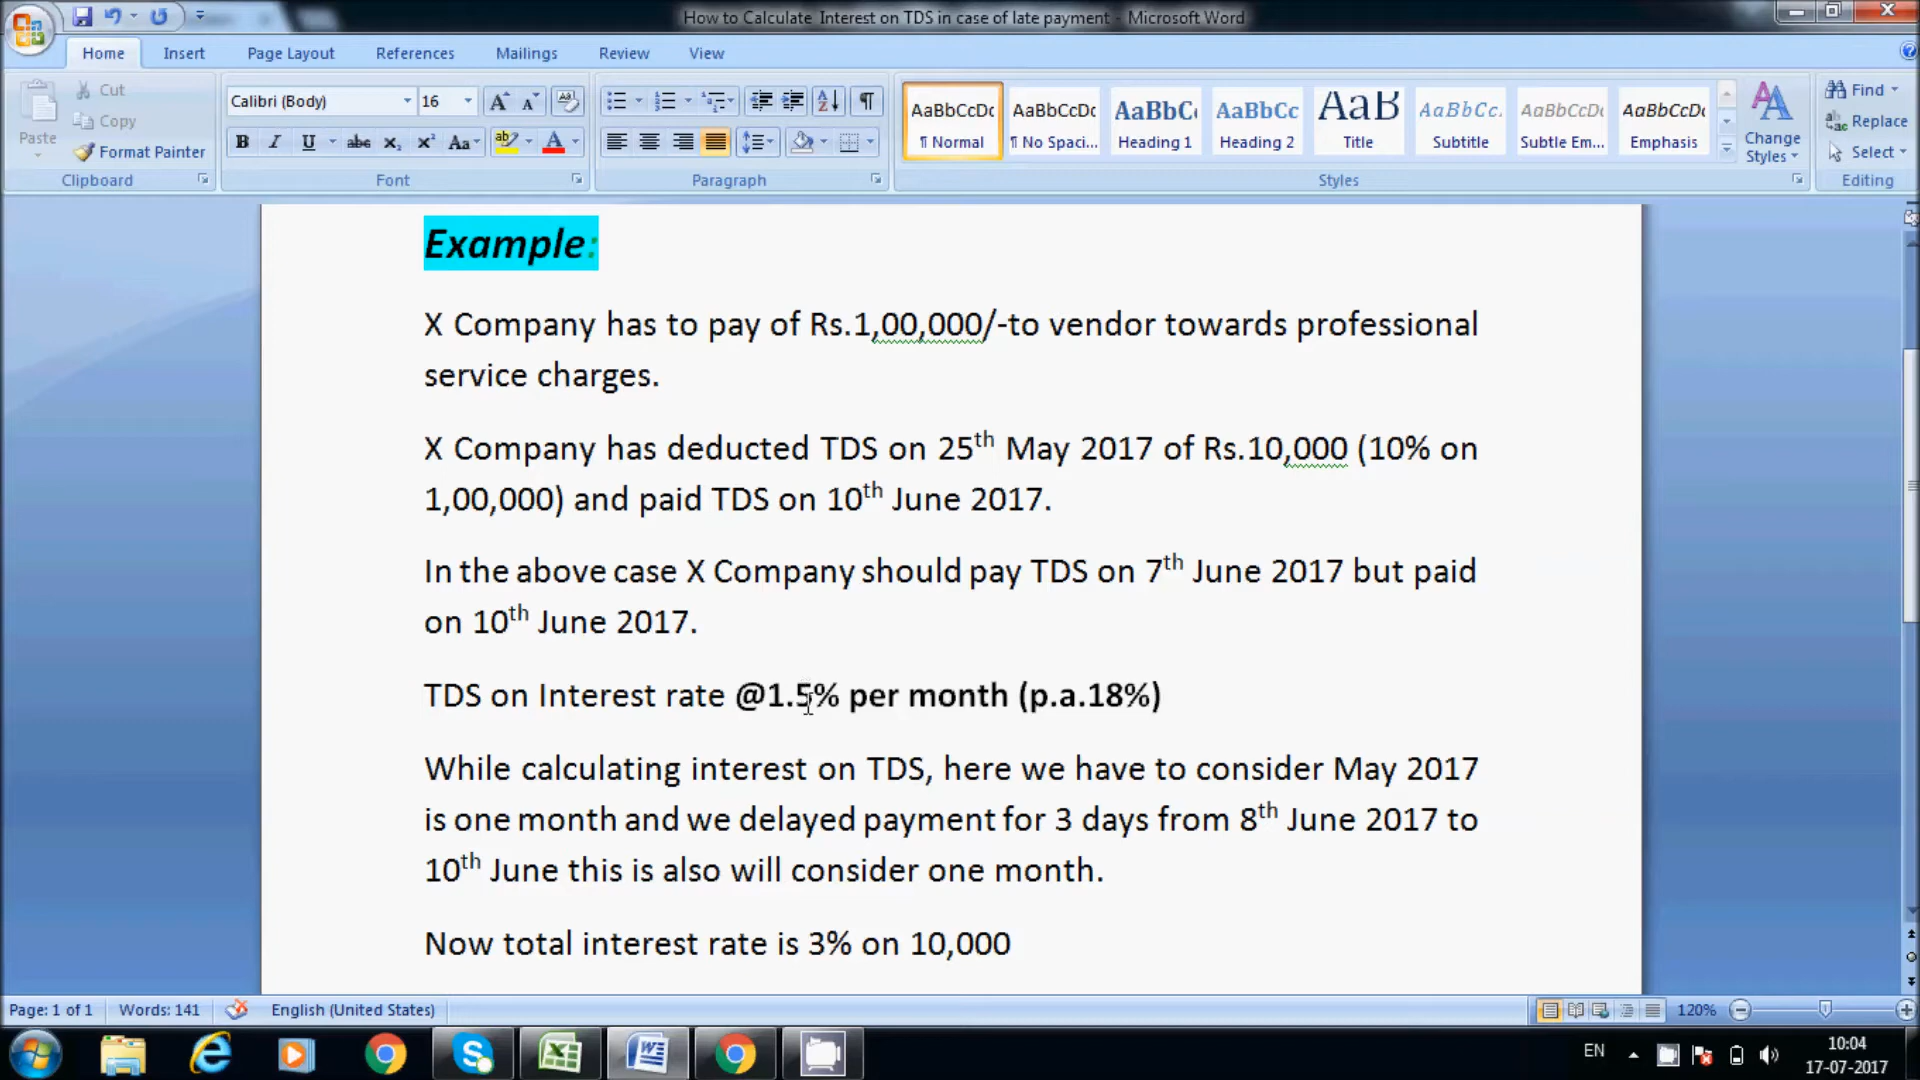 How to Calculate Interest on TDS in case of late payment - Microsoft Word
Home Insert Page Layout References Mailings Review View
Paste
Cut
Copy
Format Painter
Clipboard
Calibri (Body) 16
Font
Paragraph
AaBbCcDc AaBbCcDc AaBbC AaBbCc AaB AaBbCc. AaBbCcDc AaBbCcDc
¶ Normal ¶ No Spaci... Heading 1 Heading 2 Title Subtitle Subtle Em... Emphasis
Change Styles
Styles
Find
Replace
Select
Editing
Example:
X Company has to pay of Rs.1,00,000/-to vendor towards professional
service charges.
X Company has deducted TDS on 25th May 2017 of Rs.10,000 (10% on
1,00,000) and paid TDS on 10th June 2017.
In the above case X Company should pay TDS on 7th June 2017 but paid
on 10th June 2017.
TDS on Interest rate @1.5% per month (p.a.18%)
While calculating interest on TDS, here we have to consider May 2017
is one month and we delayed payment for 3 days from 8th June 2017 to
10th June this is also will consider one month.
Now total interest rate is 3% on 10,000
Page: 1 of 1 Words: 141 English (United States) 120%
EN
10:04
17-07-2017